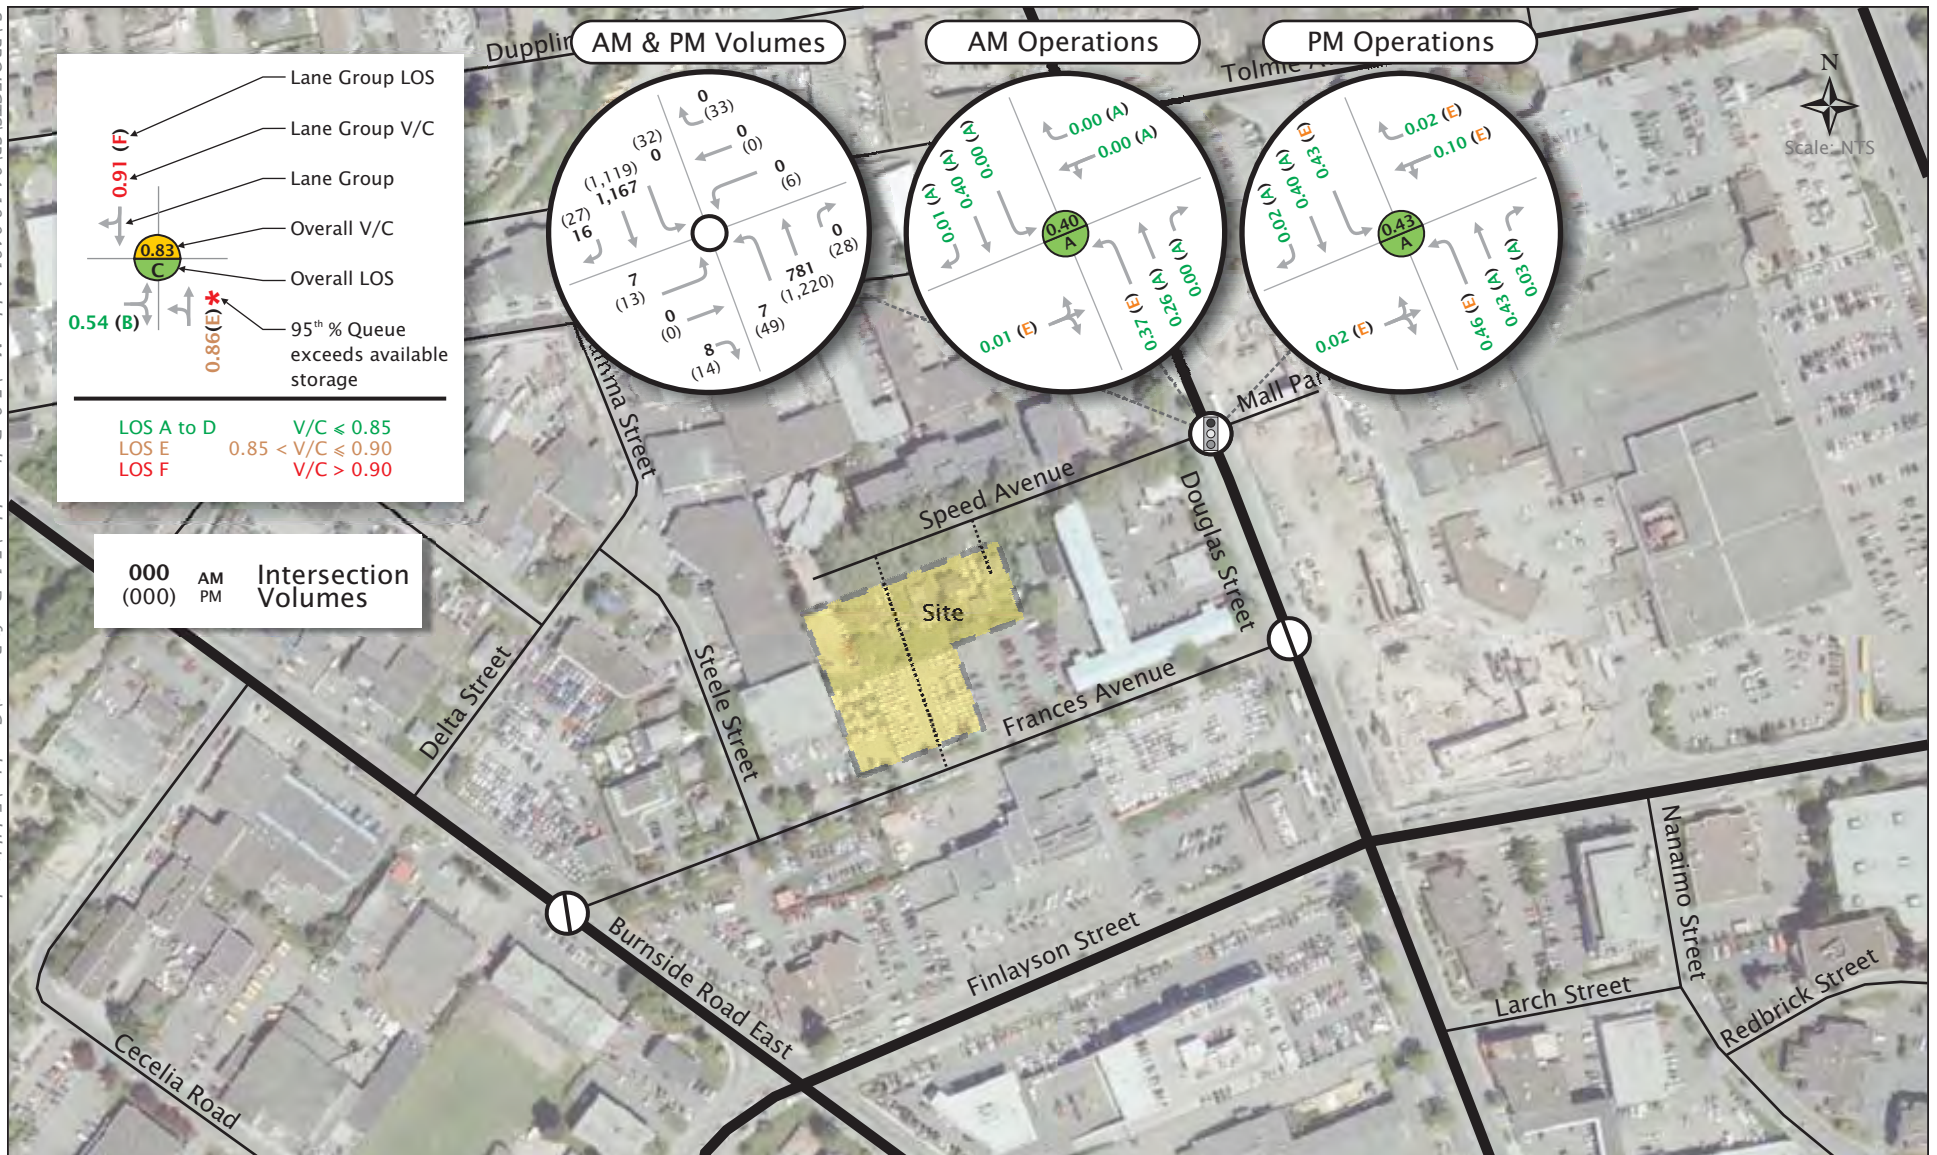 Dupplin
AM & PM Volumes
AM Operations
PM Operations
Tolmie A
N
Scale: NTS
Lane Group LOS
Lane Group V/C
Lane Group
Overall V/C
Overall LOS
95th % Queue
exceeds available
storage
0.91 (F)
0.83
C
0.54 (B)
0.86(E)*
LOS A to D V/C ⩽ 0.85
LOS E 0.85 < V/C ⩽ 0.90
LOS F V/C > 0.90
000 AM Intersection
(000) PM Volumes
0
(33)
0
(0)
0
(6)
(32)
0
(1,119)
1,167
(27)
16
7
(13)
0
(0)
8
(14)
7
(49)
781
(1,220)
0
(28)
0.00 (A)
0.00 (A)
0.00 (A)
0.40 (A)
0.01 (A)
0.40
A
0.01 (E)
0.37 (E)
0.26 (A)
0.00 (A)
0.02 (E)
0.10 (E)
0.43 (E)
0.40 (A)
0.02 (A)
0.43
A
0.02 (E)
0.46 (E)
0.43 (A)
0.03 (A)
Street
Mall Par
Speed Avenue
Douglas Street
Site
Frances Avenue
Steele Street
Delta Street
Burnside Road East
Finlayson Street
Cecelia Road
Nanaimo Street
Larch Street
Redbrick Street